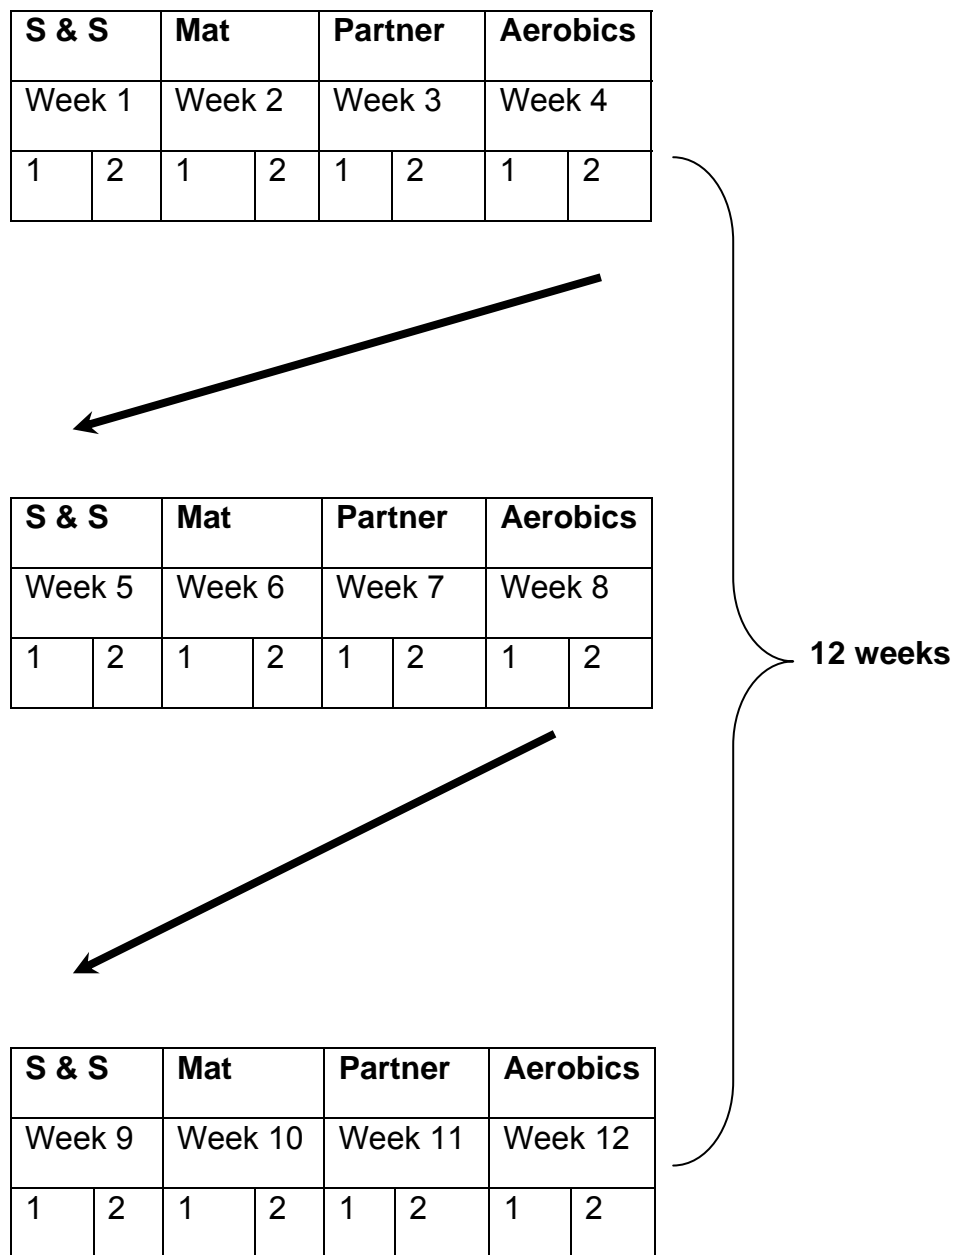 S & S Mat Partner Aerobics
Week 1 Week 2 Week 3 Week 4
1 2 1 2 1 2 1 2
S & S Mat Partner Aerobics
Week 5 Week 6 Week 7 Week 8
1 2 1 2 1 2 1 2
12 weeks
S & S Mat Partner Aerobics
Week 9 Week 10 Week 11 Week 12
1 2 1 2 1 2 1 2